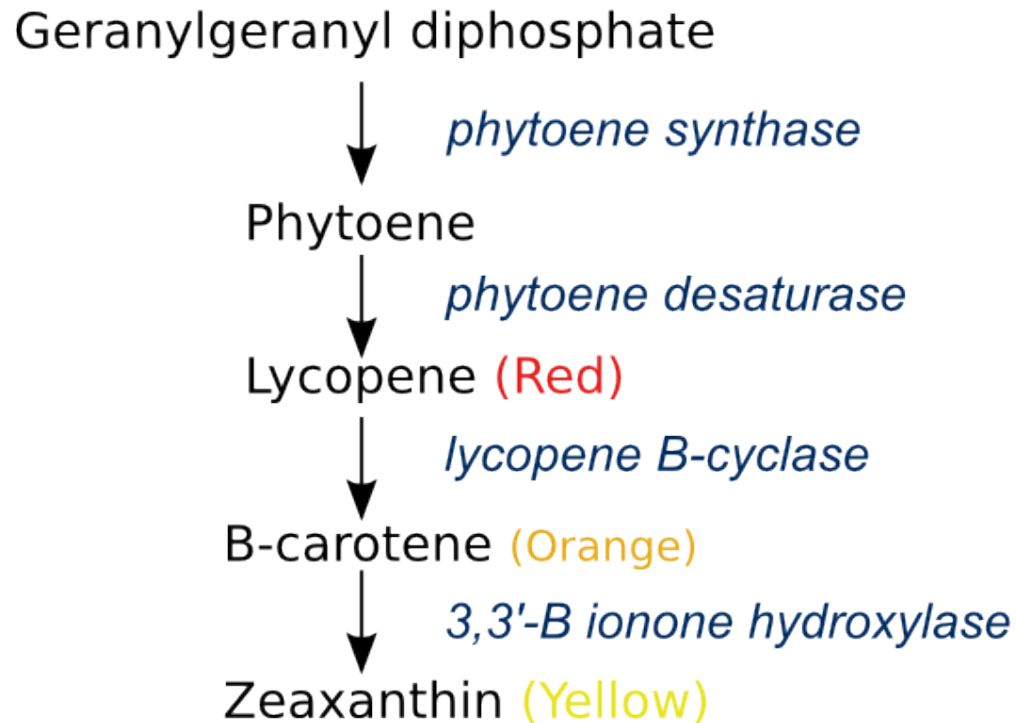 Geranylgeranyl diphosphate
phytoene synthase
Phytoene
phytoene desaturase
Lycopene (Red)
lycopene B-cyclase
B-carotene (Orange)
3,3'-B ionone hydroxylase
Zeaxanthin (Yellow)